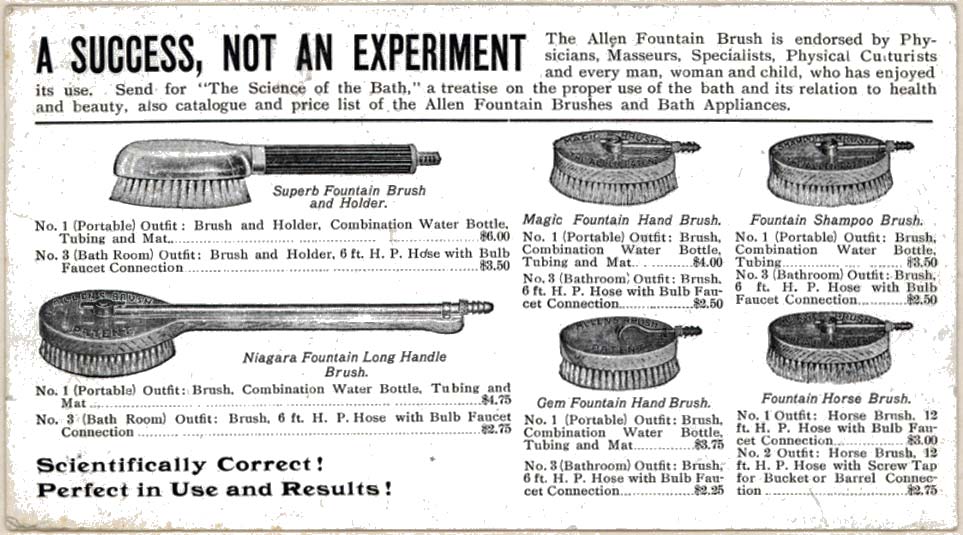 A SUCCESS, NOT AN EXPERIMENT
The Allen Fountain Brush is endorsed by Phy-
sicians, Masseurs, Specialists, Physical Culturists
and every man, woman and child, who has enjoyed
its use. Send for "The Science of the Bath," a treatise on the proper use of the bath and its relation to health
and beauty, also catalogue and price list of the Allen Fountain Brushes and Bath Appliances.
Superb Fountain Brush
and Holder.
No. 1 (Portable) Outfit: Brush and Holder, Combination Water Bottle,
Tubing and Mat..........$6.00
No. 3 (Bath Room) Outfit: Brush and Holder, 6 ft. H. P. Hose with Bulb
Faucet Connection..........$3.50
ALLEN'S BRUSH
PATENTS
Niagara Fountain Long Handle
Brush.
No. 1 (Portable) Outfit: Brush, Combination Water Bottle, Tubing and
Mat..........$4.75
No. 3 (Bath Room) Outfit: Brush, 6 ft. H. P. Hose with Bulb Faucet
Connection..........$2.75
Scientifically Correct!
Perfect in Use and Results!
MAGIC BRUSH
Magic Fountain Hand Brush.
No. 1 (Portable) Outfit: Brush,
Combination Water Bottle,
Tubing and Mat..........$4.00
No. 3 (Bathroom) Outfit: Brush,
6 ft. H. P. Hose with Bulb Fau-
cet Connection..........$2.50
ALLEN'S BRUSH
Gem Fountain Hand Brush.
No. 1 (Portable) Outfit: Brush,
Combination Water Bottle,
Tubing and Mat..........$3.75
No. 3 (Bathroom) Outfit: Brush,
6 ft. H. P. Hose with Bulb Fau-
cet Connection..........$2.25
BRUSH
Fountain Shampoo Brush.
No. 1 (Portable) Outfit: Brush,
Combination Water Bottle,
Tubing..........$3.50
No. 3 (Bathroom) Outfit: Brush,
6 ft. H. P. Hose with Bulb
Faucet Connection..........$2.50
BRUSH
Fountain Horse Brush.
No. 1 Outfit: Horse Brush, 12
ft. H. P. Hose with Bulb Fau-
cet Connection..........$3.00
No. 2 Outfit: Horse Brush, 12
ft. H. P. Hose with Screw Tap
for Bucket or Barrel Connec-
tion..........$2.75